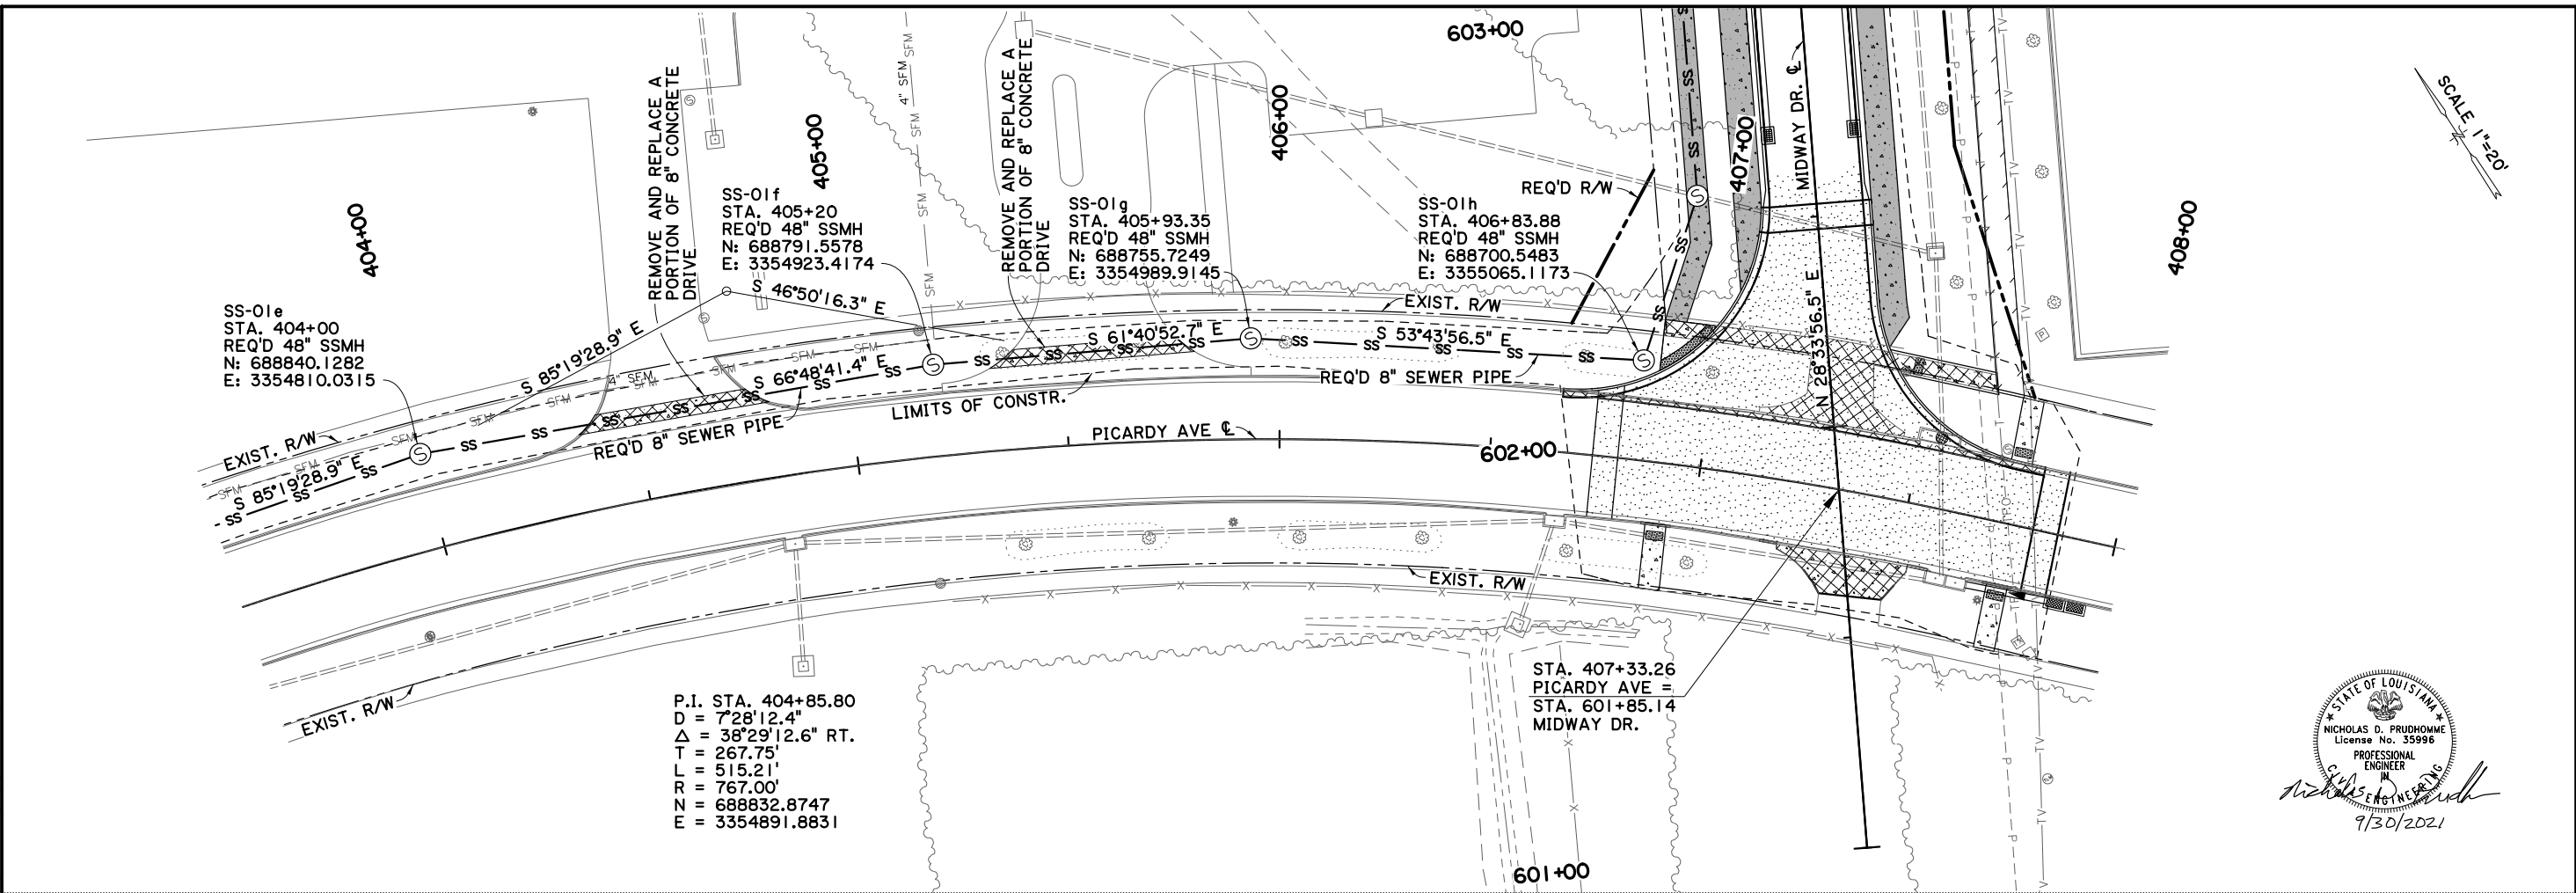 603+00
SCALE 1"=20'
404+00
405+00
406+00
407+00
408+00
REMOVE AND REPLACE A
PORTION OF 8" CONCRETE
DRIVE
REMOVE AND REPLACE A
PORTION OF 8" CONCRETE
DRIVE
4" SFM
SFM
SFM
SFM
SFM
MIDWAY DR. ℄
REQ'D R/W
SS-01e
STA. 404+00
REQ'D 48" SSMH
N: 688840.1282
E: 3354810.0315
SS-01f
STA. 405+20
REQ'D 48" SSMH
N: 688791.5578
E: 3354923.4174
SS-01g
STA. 405+93.35
REQ'D 48" SSMH
N: 688755.7249
E: 3354989.9145
SS-01h
STA. 406+83.88
REQ'D 48" SSMH
N: 688700.5483
E: 3355065.1173
S 85°19'28.9" E
S 46°50'16.3" E
EXIST. R/W
S 61°40'52.7" E
S 53°43'56.5" E
S 66°48'41.4" E
4" SFM
N 28°33'56.5" E
REQ'D 8" SEWER PIPE
LIMITS OF CONSTR.
REQ'D 8" SEWER PIPE
EXIST. R/W
S 85°19'28.9" E
PICARDY AVE ℄
602+00
EXIST. R/W
EXIST. R/W
P.I. STA. 404+85.80
D = 7°28'12.4"
Δ = 38°29'12.6" RT.
T = 267.75'
L = 515.21'
R = 767.00'
N = 688832.8747
E = 3354891.8831
STA. 407+33.26
PICARDY AVE =
STA. 601+85.14
MIDWAY DR.
601+00
STATE OF LOUISIANA
NICHOLAS D. PRUDHOMME
License No. 35996
PROFESSIONAL
ENGINEER
IN
CIVIL ENGINEERING
9/30/2021